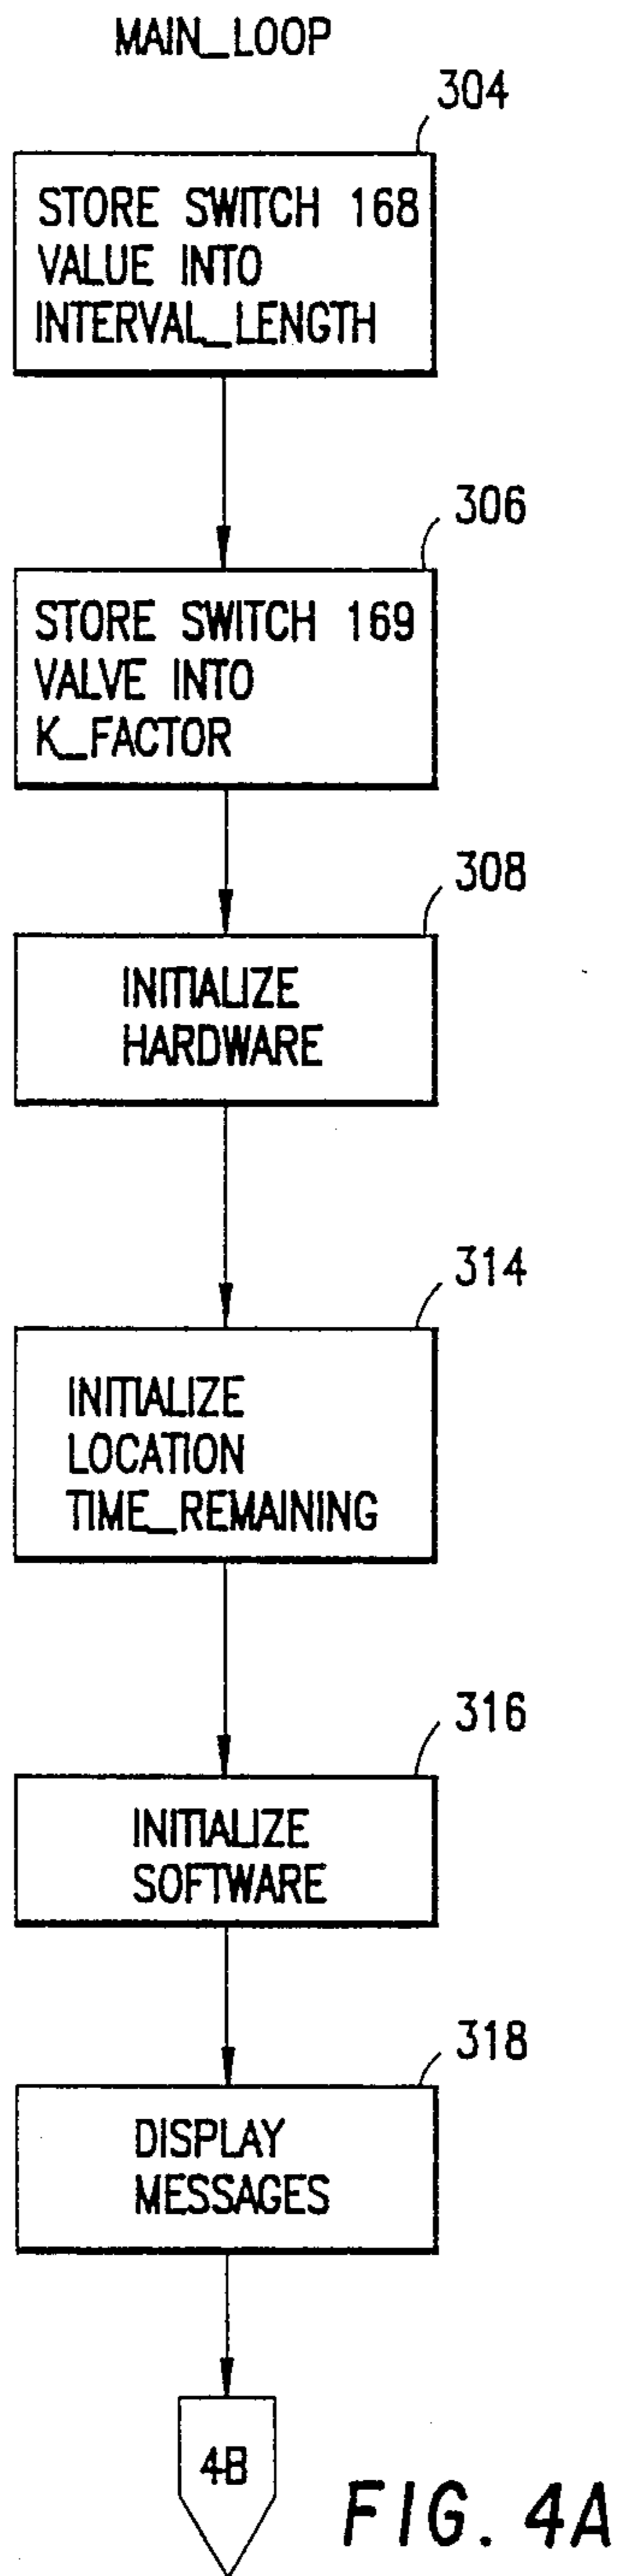 MAIN_LOOP
304
STORE SWITCH 168
VALUE INTO
INTERVAL_LENGTH
306
STORE SWITCH 169
VALVE INTO
K_FACTOR
308
INITIALIZE
HARDWARE
314
INITIALIZE
LOCATION
TIME_REMAINING
316
INITIALIZE
SOFTWARE
318
DISPLAY
MESSAGES
4B
FIG. 4A